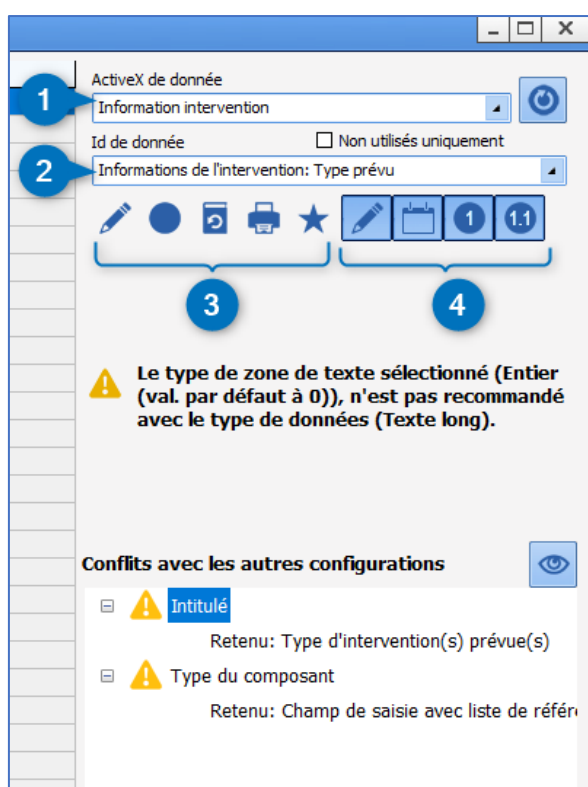 ActiveX de donnée
1
Information intervention
Id de donnée
Non utilisés uniquement
2
Informations de l'intervention: Type prévu
1
1.1
3
4
Le type de zone de texte sélectionné (Entier
(val. par défaut à 0)), n'est pas recommandé
avec le type de données (Texte long).
Conflits avec les autres configurations
Intitulé
Retenu: Type d'intervention(s) prévue(s)
Type du composant
Retenu: Champ de saisie avec liste de référe